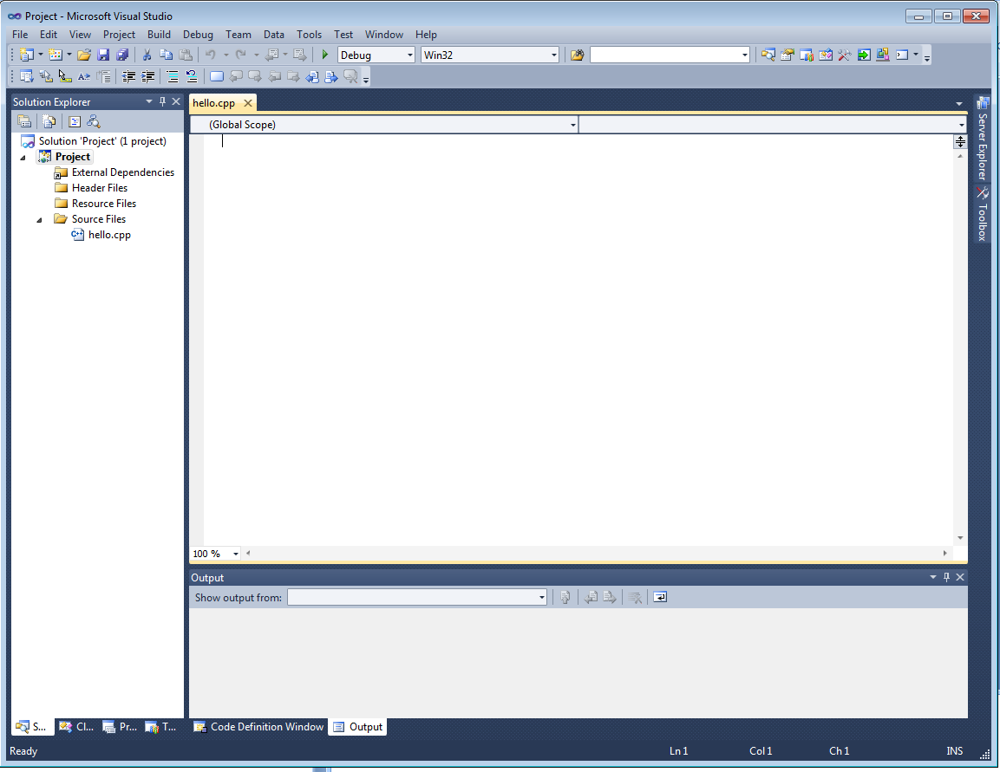 Project - Microsoft Visual Studio
File Edit View Project Build Debug Team Data Tools Test Window Help
Debug Win32
Solution Explorer
Solution 'Project' (1 project)
Project
External Dependencies
Header Files
Resource Files
Source Files
hello.cpp
hello.cpp
(Global Scope)
100 %
Output
Show output from:
Server Explorer
Toolbox
S... Cl... Pr... T... Code Definition Window Output
Ready Ln 1 Col 1 Ch 1 INS